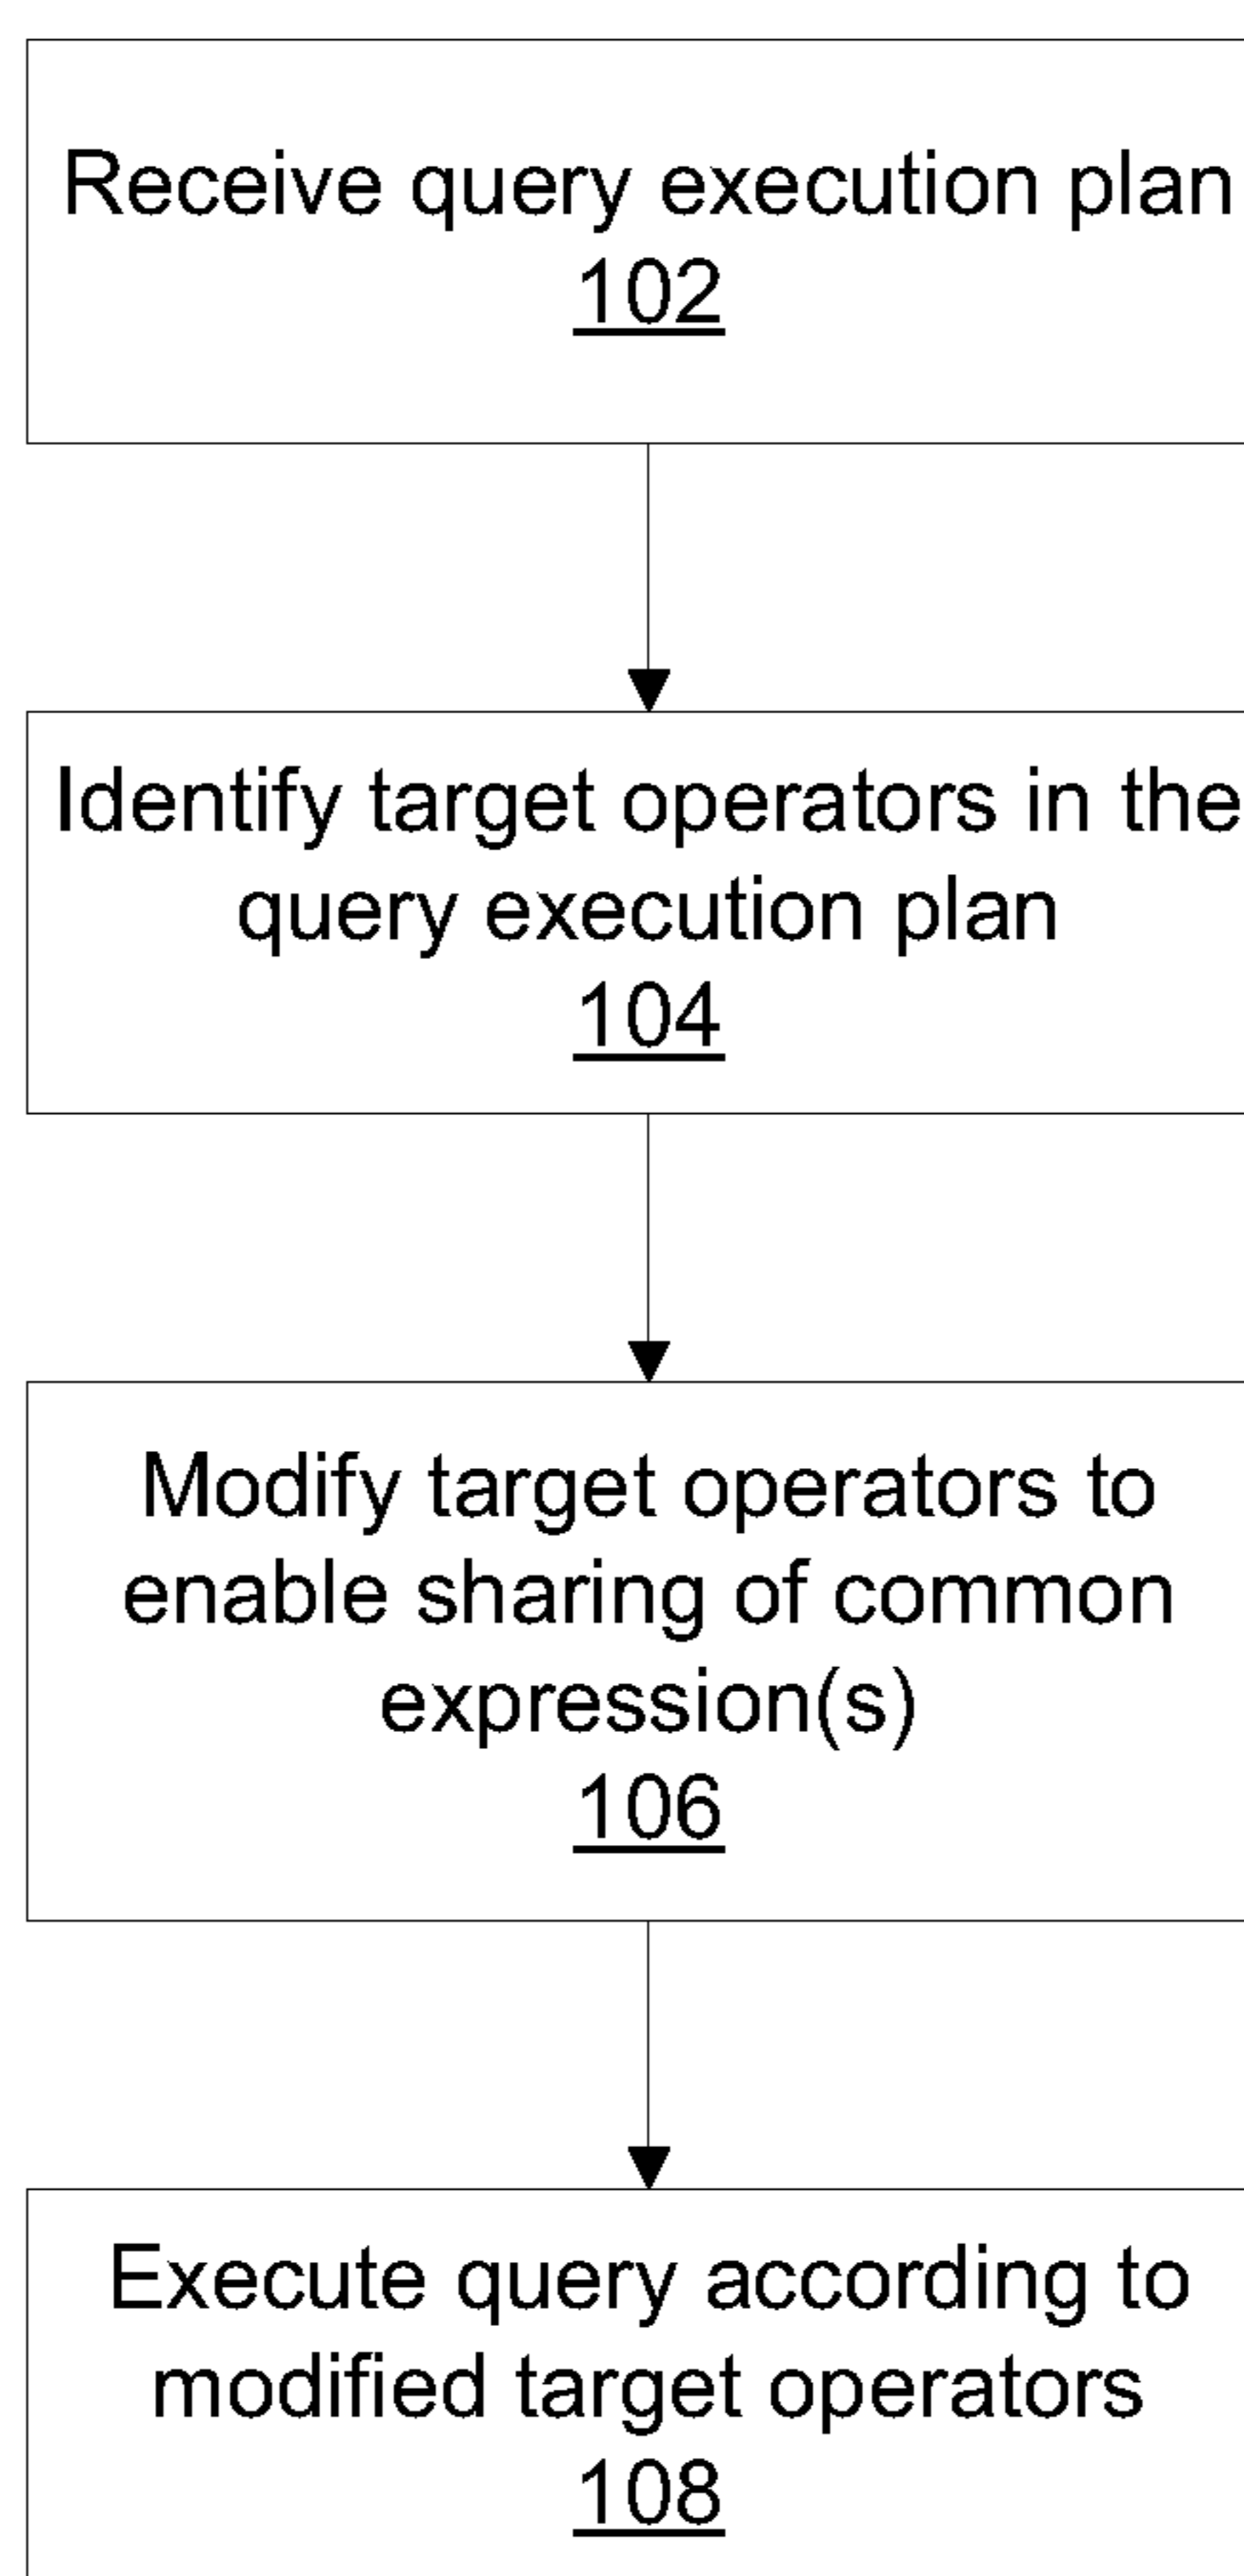 Receive query execution plan
102
Identify target operators in the
query execution plan
104
Modify target operators to
enable sharing of common
expression(s)
106
Execute query according to
modified target operators
108